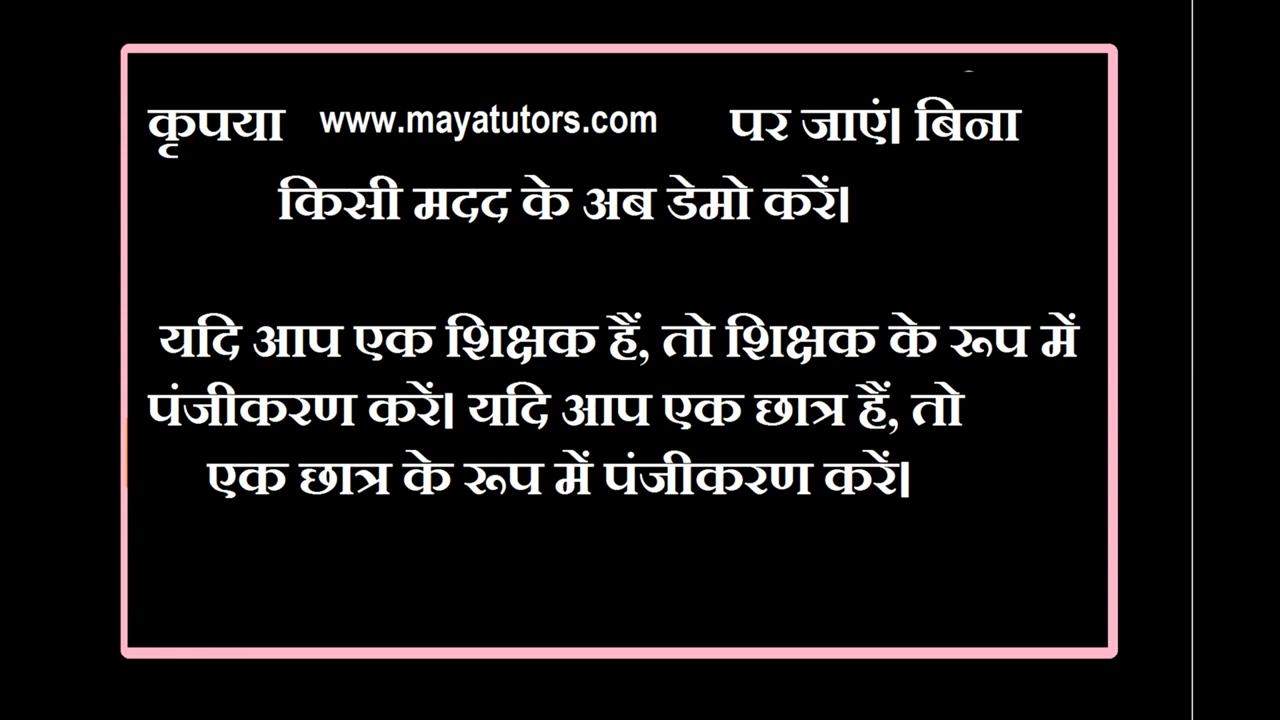 कृपया www.mayatutors.com पर जाएं। बिना
किसी मदद के अब डेमो करें।
यदि आप एक शिक्षक हैं, तो शिक्षक के रूप में
पंजीकरण करें। यदि आप एक छात्र हैं, तो
एक छात्र के रूप में पंजीकरण करें।